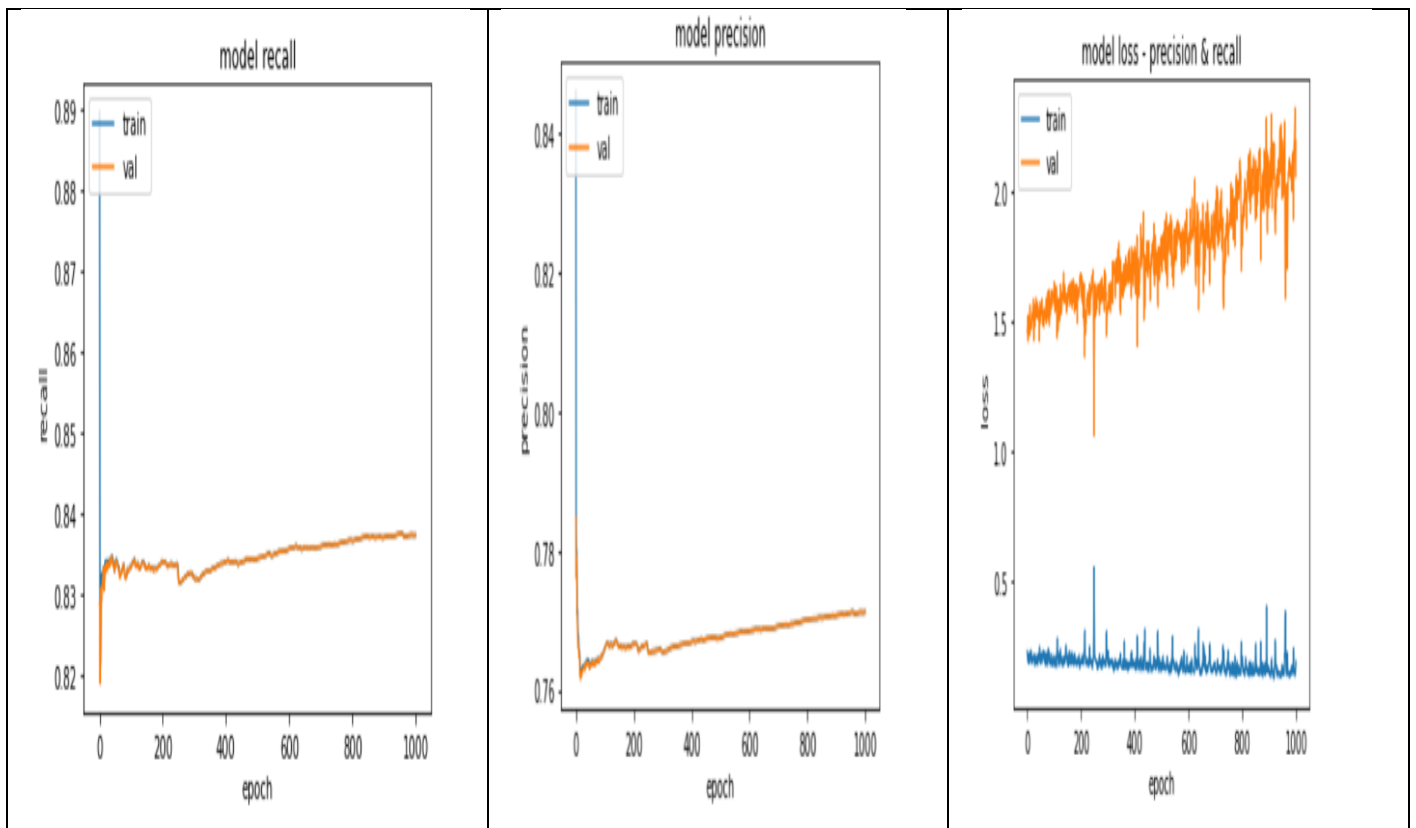 model recall
train
val
0.89
0.88
0.87
0.86
0.85
0.84
0.83
0.82
recall
0 200 400 600 800 1000
epoch
model precision
train
val
0.84
0.82
0.80
0.78
0.76
precision
0 200 400 600 800 1000
epoch
model loss - precision & recall
train
val
2.0
1.5
1.0
0.5
loss
0 200 400 600 800 1000
epoch